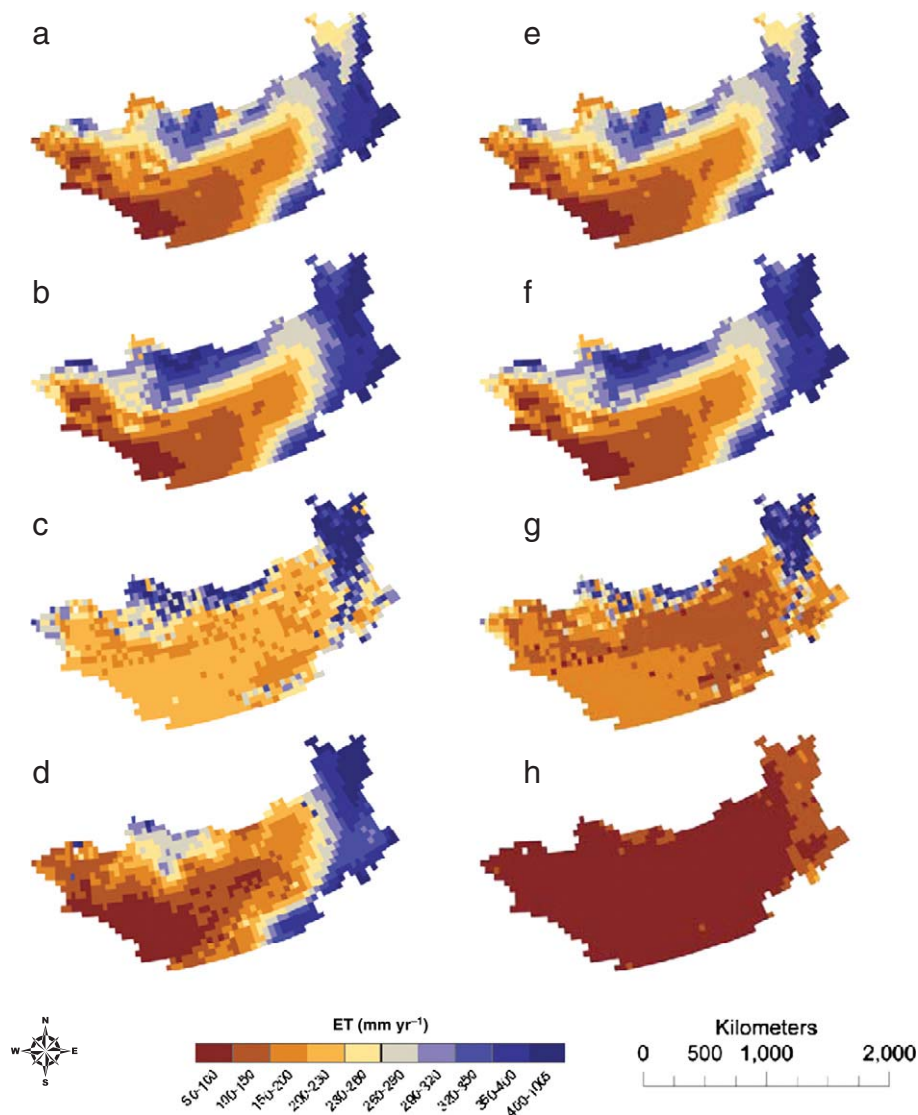 a
e
b
f
c
g
d
h
N
W E
S
ET (mm yr⁻¹)
50-100
100-150
150-200
200-230
230-260
260-290
290-320
320-350
350-400
400-1005
Kilometers
0 500 1,000 2,000